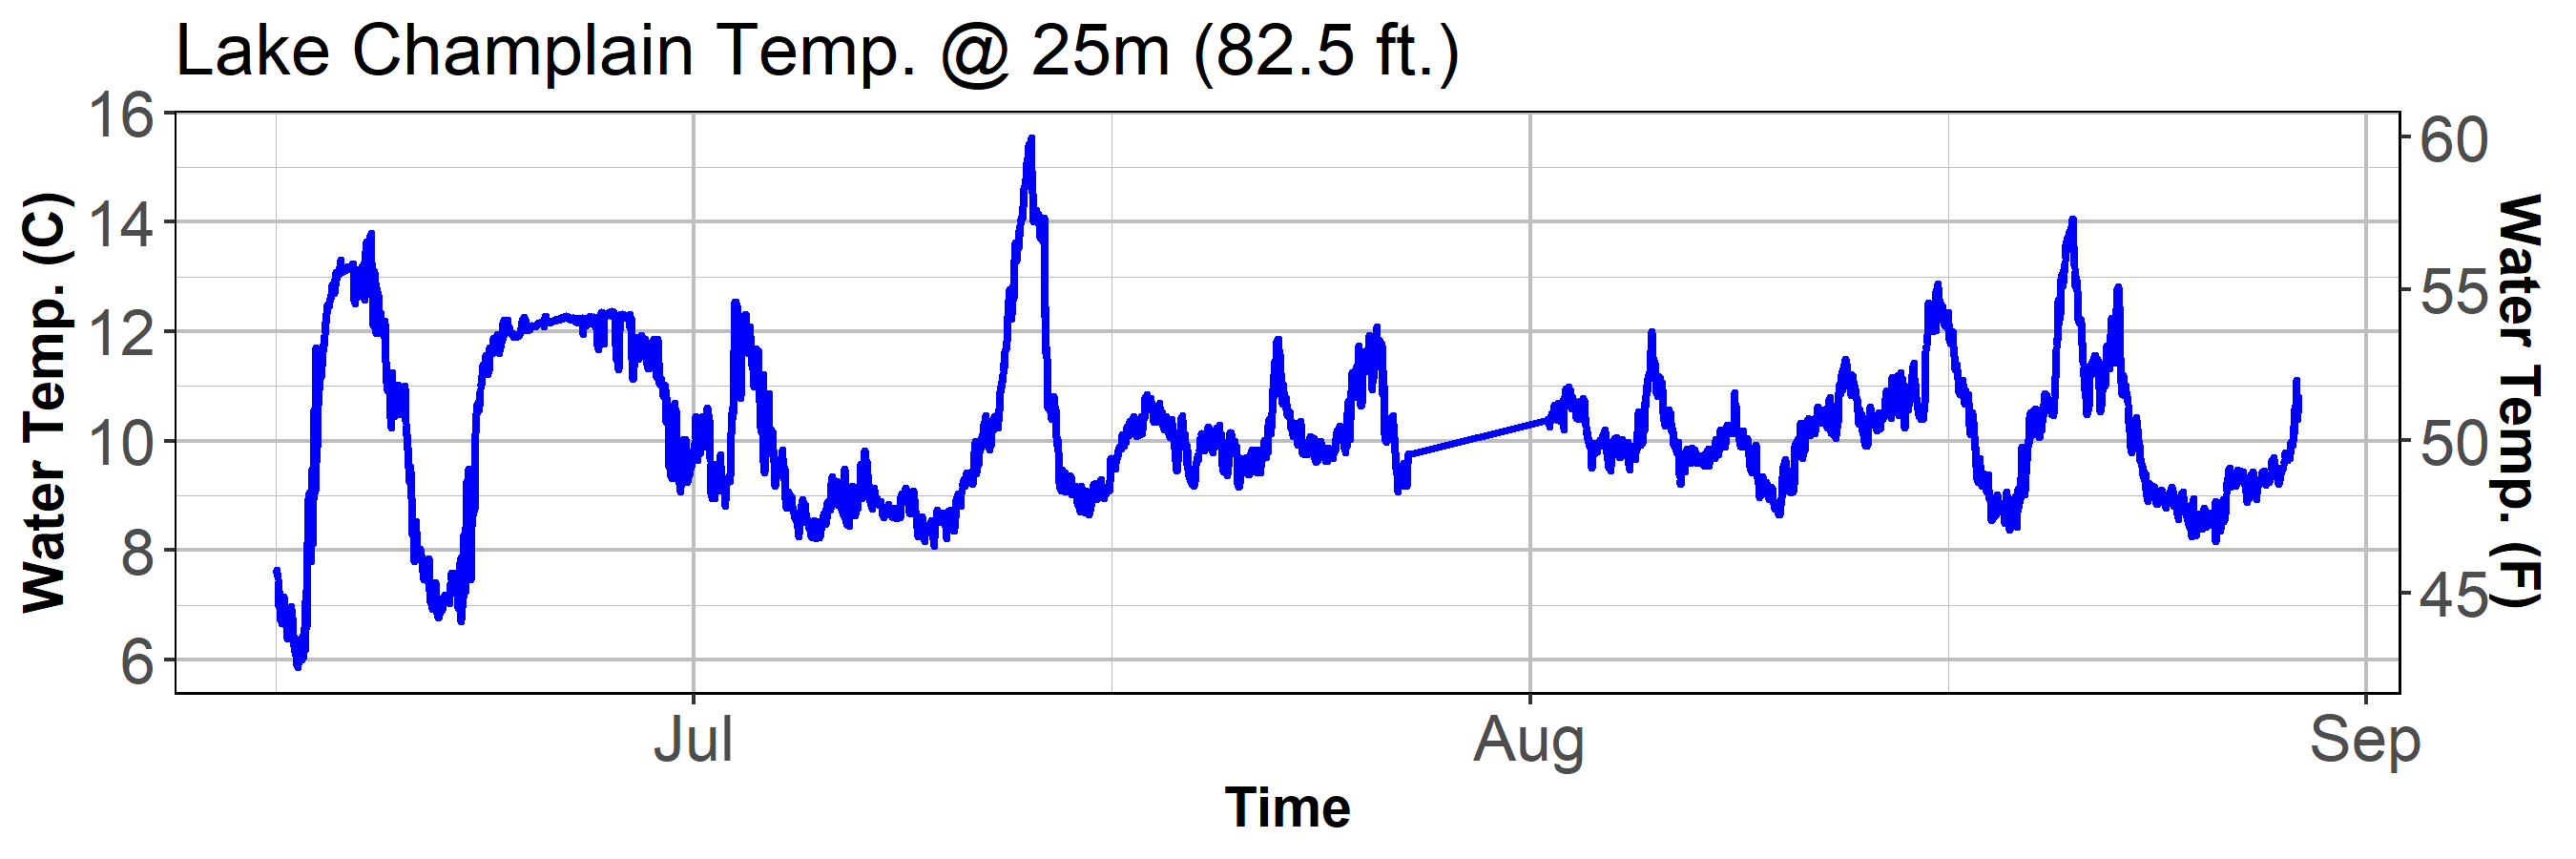 Lake Champlain Temp. @ 25m (82.5 ft.)
Water Temp. (C)
16
14
12
10
8
6
60
55
50
45
Water Temp. (F)
Jul
Aug
Sep
Time